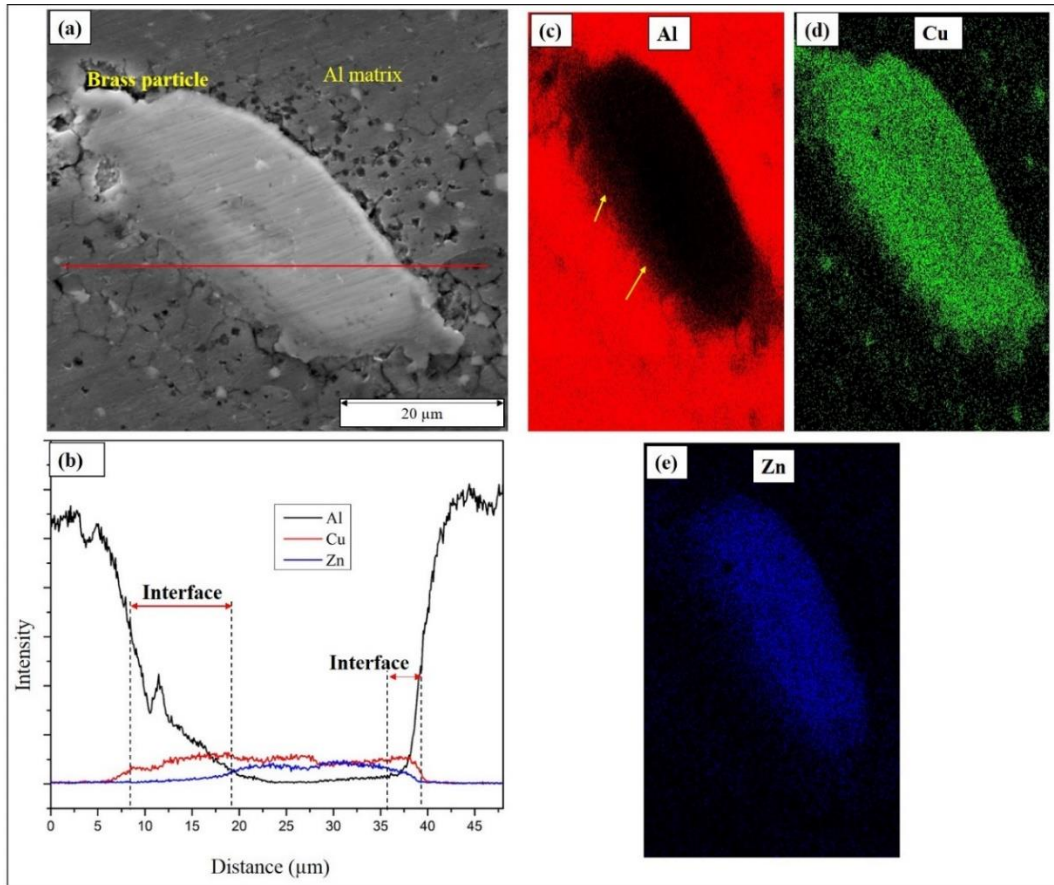 (a)
Brass particle
Al matrix
20 µm
(c)
Al
(d)
Cu
(b)
Al
Cu
Zn
Interface
Interface
Intensity
0 5 10 15 20 25 30 35 40 45
Distance (µm)
(e)
Zn